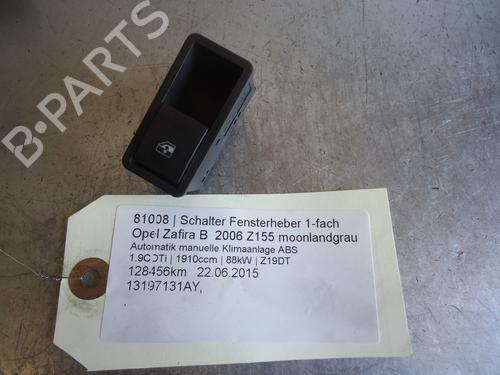 B-PARTS
81008 | Schalter Fensterheber 1-fach
Opel Zafira B 2006 Z155 moonlandgrau
Automatik manuelle Klimaanlage ABS
1.9CDTi | 1910ccm | 88kW | Z19DT
128456km 22.06.2015
13197131AY,